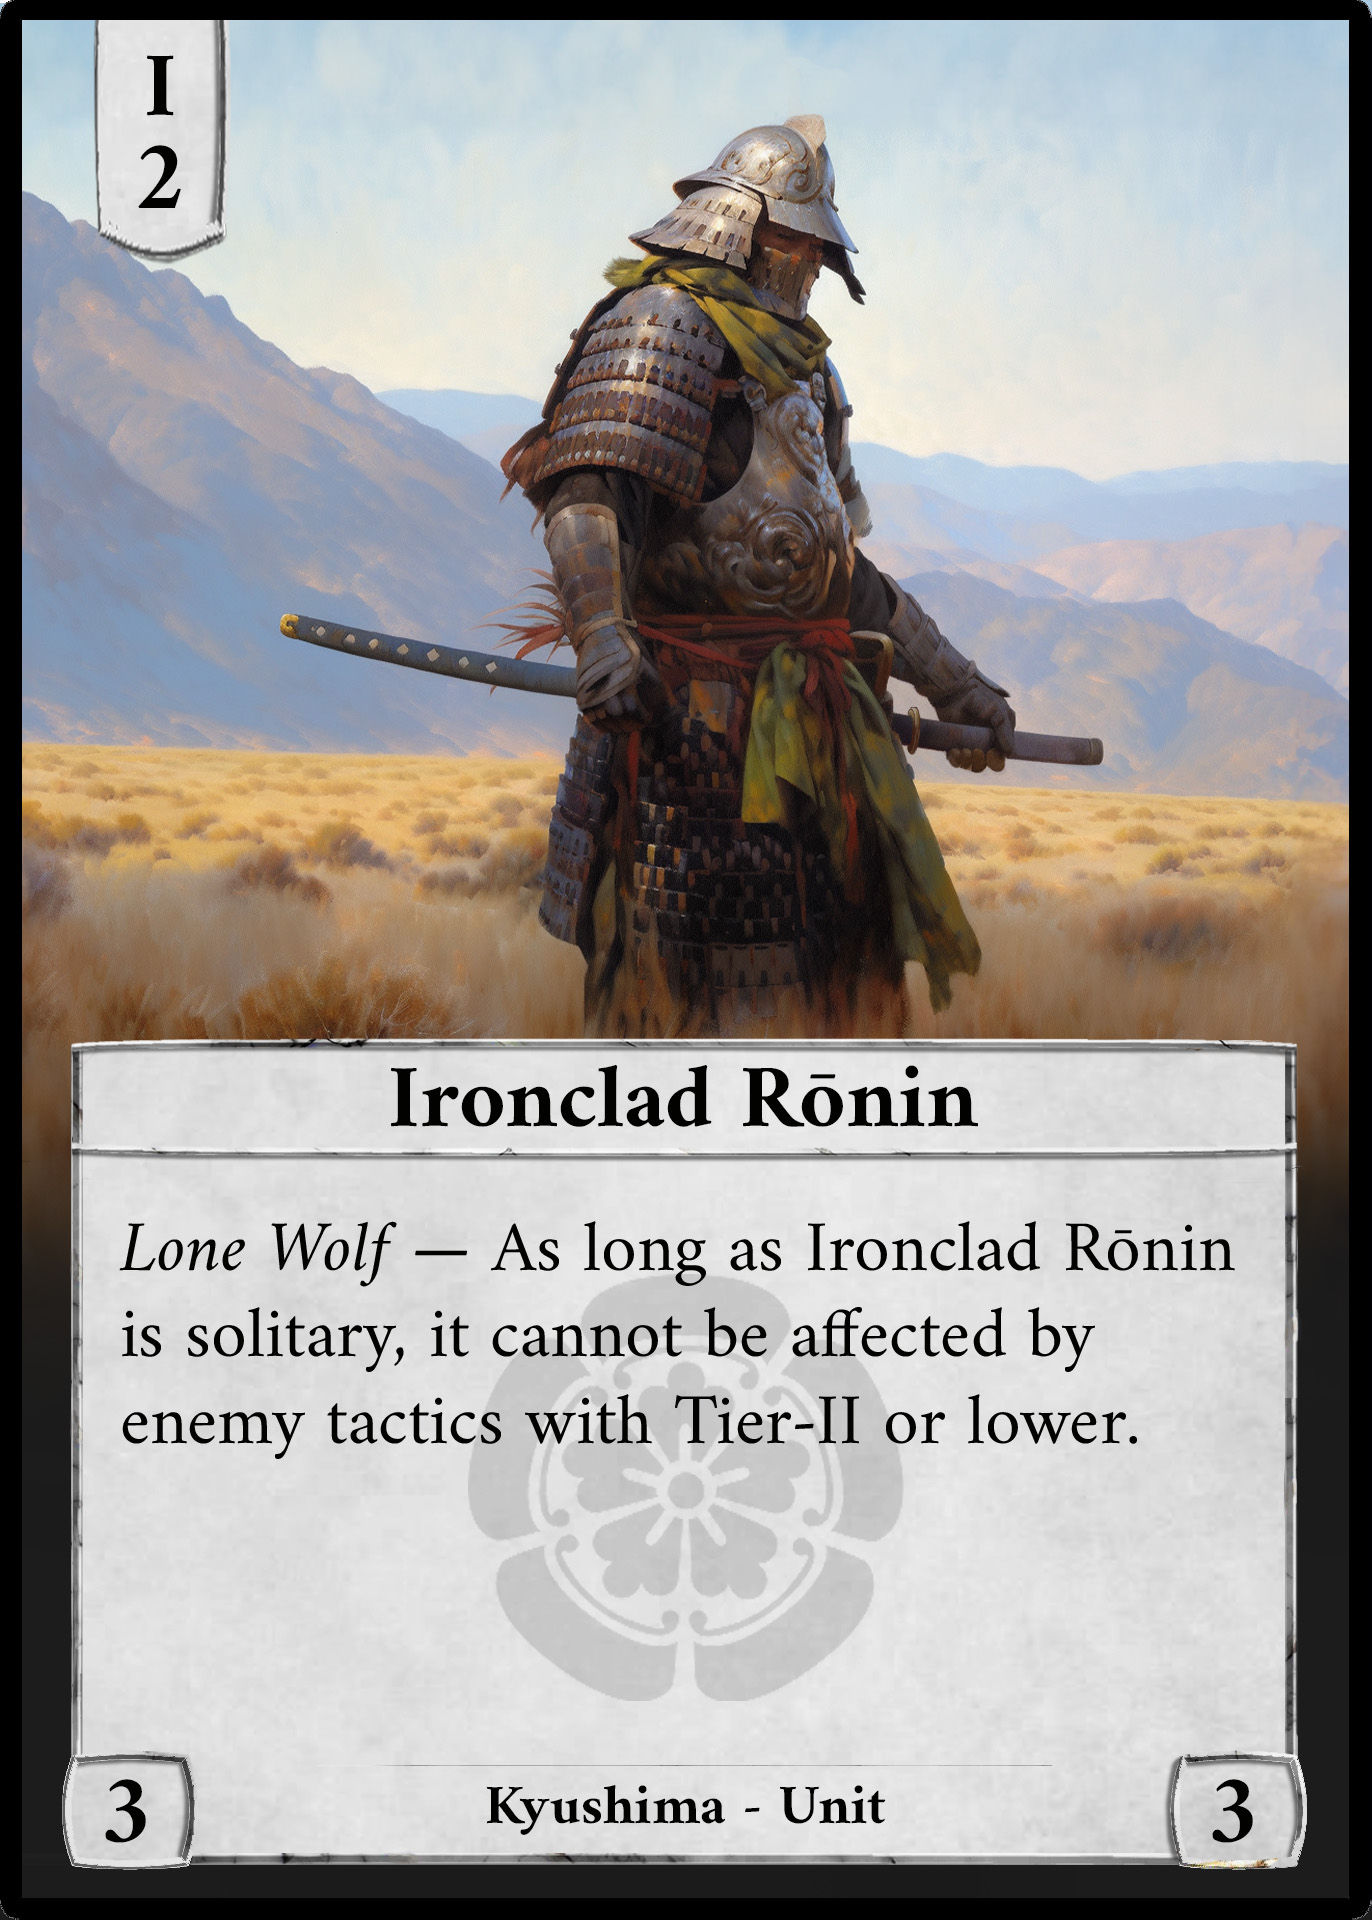 I
2
Ironclad Rōnin
Lone Wolf — As long as Ironclad Rōnin
is solitary, it cannot be affected by
enemy tactics with Tier-II or lower.
3
Kyushima - Unit
3